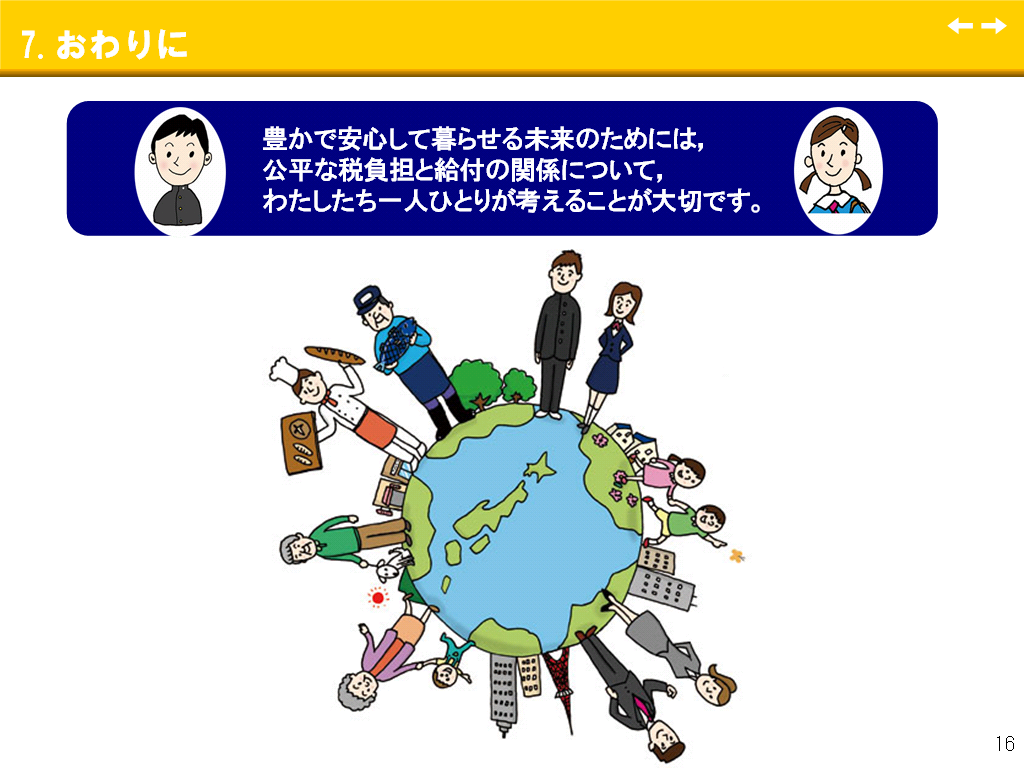 7. おわりに
豊かで安心して暮らせる未来のためには，
公平な税負担と給付の関係について，
わたしたち一人ひとりが考えることが大切です。
16